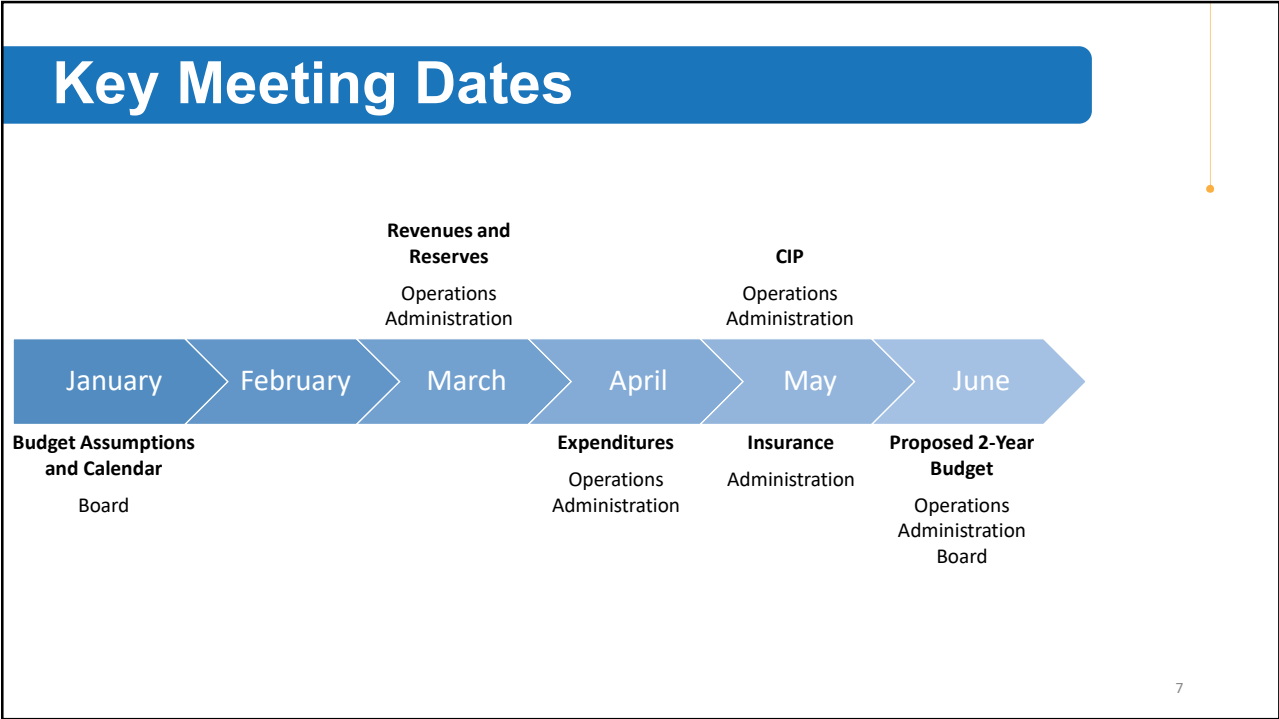 Key Meeting Dates
Revenues and
Reserves
Operations
Administration
CIP
Operations
Administration
January
February
March
April
May
June
Budget Assumptions
and Calendar
Board
Expenditures
Operations
Administration
Insurance
Administration
Proposed 2-Year
Budget
Operations
Administration
Board
7